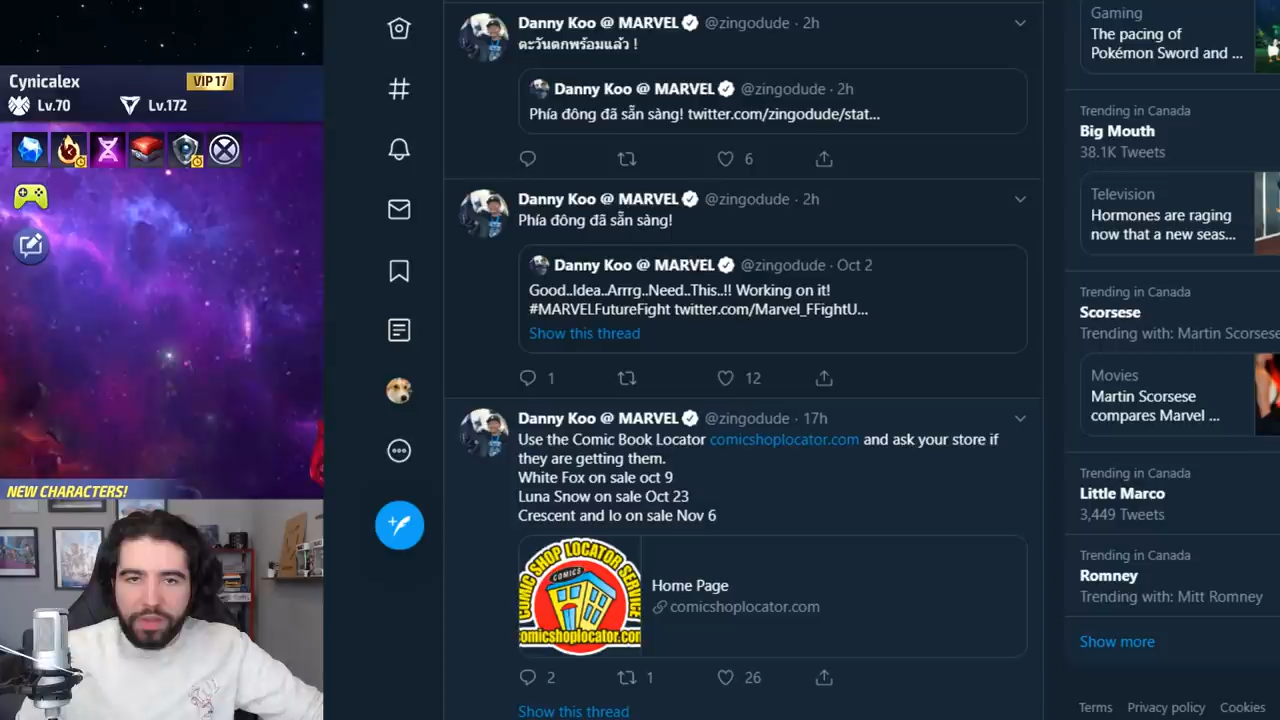 Cynicalex
VIP 17
Lv.70
Lv.172
NEW CHARACTERS!
Danny Koo @ MARVEL @zingodude · 2h
ตะวันตกพร้อมแล้ว !
Danny Koo @ MARVEL @zingodude · 2h
Phía đông đã sẵn sàng! twitter.com/zingodude/stat...
6
Danny Koo @ MARVEL @zingodude · 2h
Phía đông đã sẵn sàng!
Danny Koo @ MARVEL @zingodude · Oct 2
Good..Idea..Arrrg..Need..This..!! Working on it!
#MARVELFutureFight twitter.com/Marvel_FFightU...
Show this thread
1
12
Danny Koo @ MARVEL @zingodude · 17h
Use the Comic Book Locator comicshoplocator.com and ask your store if
they are getting them.
White Fox on sale oct 9
Luna Snow on sale Oct 23
Crescent and Io on sale Nov 6
COMIC SHOP LOCATOR SERVICE
COMICS
comicshoplocator.com
Home Page
comicshoplocator.com
2
1
26
Show this thread
Gaming
The pacing of
Pokémon Sword and ...
Trending in Canada
Big Mouth
38.1K Tweets
Television
Hormones are raging
now that a new seas...
Trending in Canada
Scorsese
Trending with: Martin Scorsese
Movies
Martin Scorsese
compares Marvel ...
Trending in Canada
Little Marco
3,449 Tweets
Trending in Canada
Romney
Trending with: Mitt Romney
Show more
Terms Privacy policy Cookies